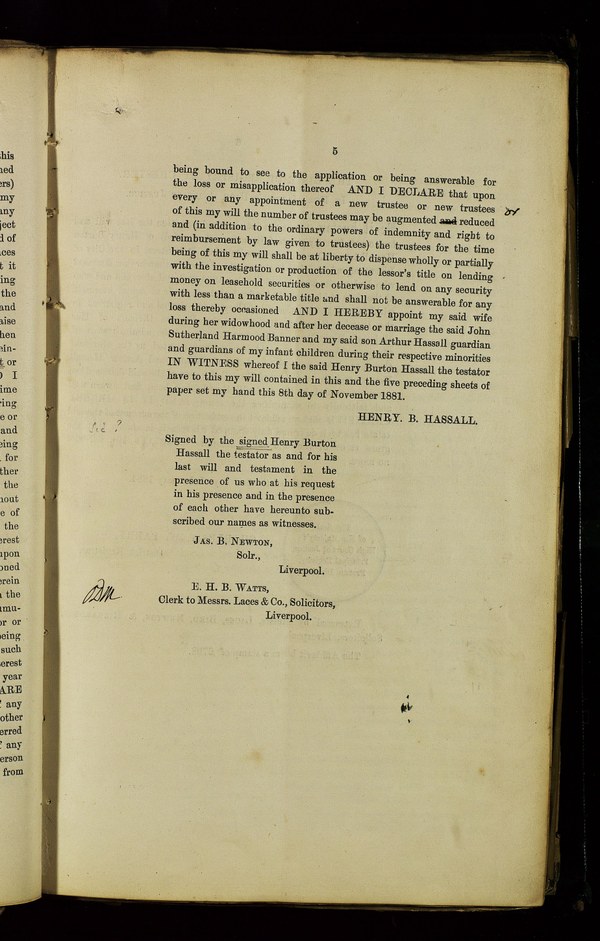 5
being bound to see to the application or being answerable for
the loss or misapplication thereof AND I DECLARE that upon
every or any appointment of a new trustee or new trustees
of this my will the number of trustees may be augmented and reduced or
and (in addition to the ordinary powers of indemnity and right to
reimbursement by law given to trustees) the trustees for the time
being of this my will shall be at liberty to dispense wholly or partially
with the investigation or production of the lessor's title on lending
money on leasehold securities or otherwise to lend on any security
with less than a marketable title and shall not be answerable for any
loss thereby occasioned AND I HEREBY appoint my said wife
during her widowhood and after her decease or marriage the said John
Sutherland Harmood Banner and my said son Arthur Hassall guardian
and guardians of my infant children during their respective minorities
IN WITNESS whereof I the said Henry Burton Hassall the testator
have to this my will contained in this and the five preceding sheets of
paper set my hand this 8th day of November 1881.
HENRY. B. HASSALL.
Signed by the signed Henry Burton
Hassall the testator as and for his
last will and testament in the
presence of us who at his request
in his presence and in the presence
of each other have hereunto sub-
scribed our names as witnesses.
JAS. B. NEWTON,
Solr.,
Liverpool.
E. H. B. WATTS,
Clerk to Messrs. Laces & Co., Solicitors,
Liverpool.